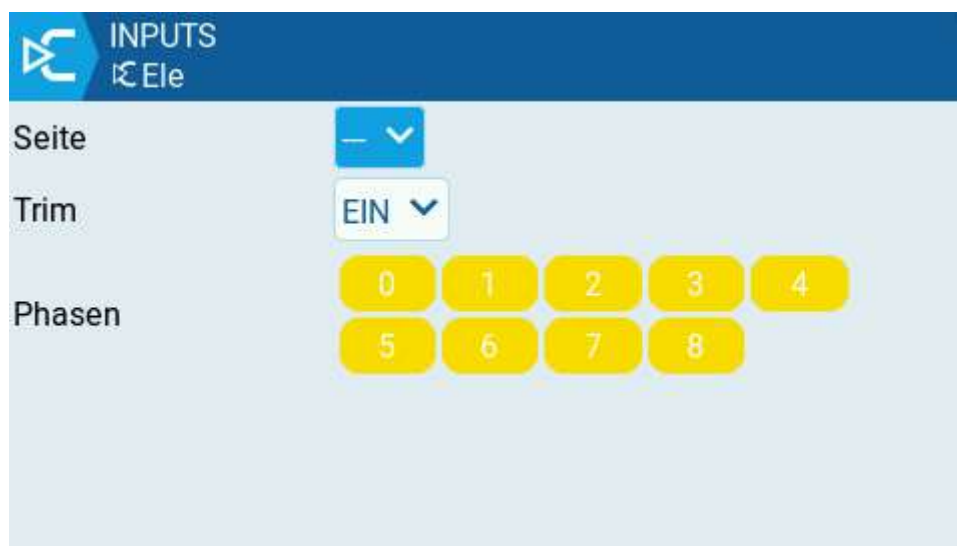 INPUTS
Ele
Seite
---
Trim
EIN
Phasen
0 1 2 3 4
5 6 7 8